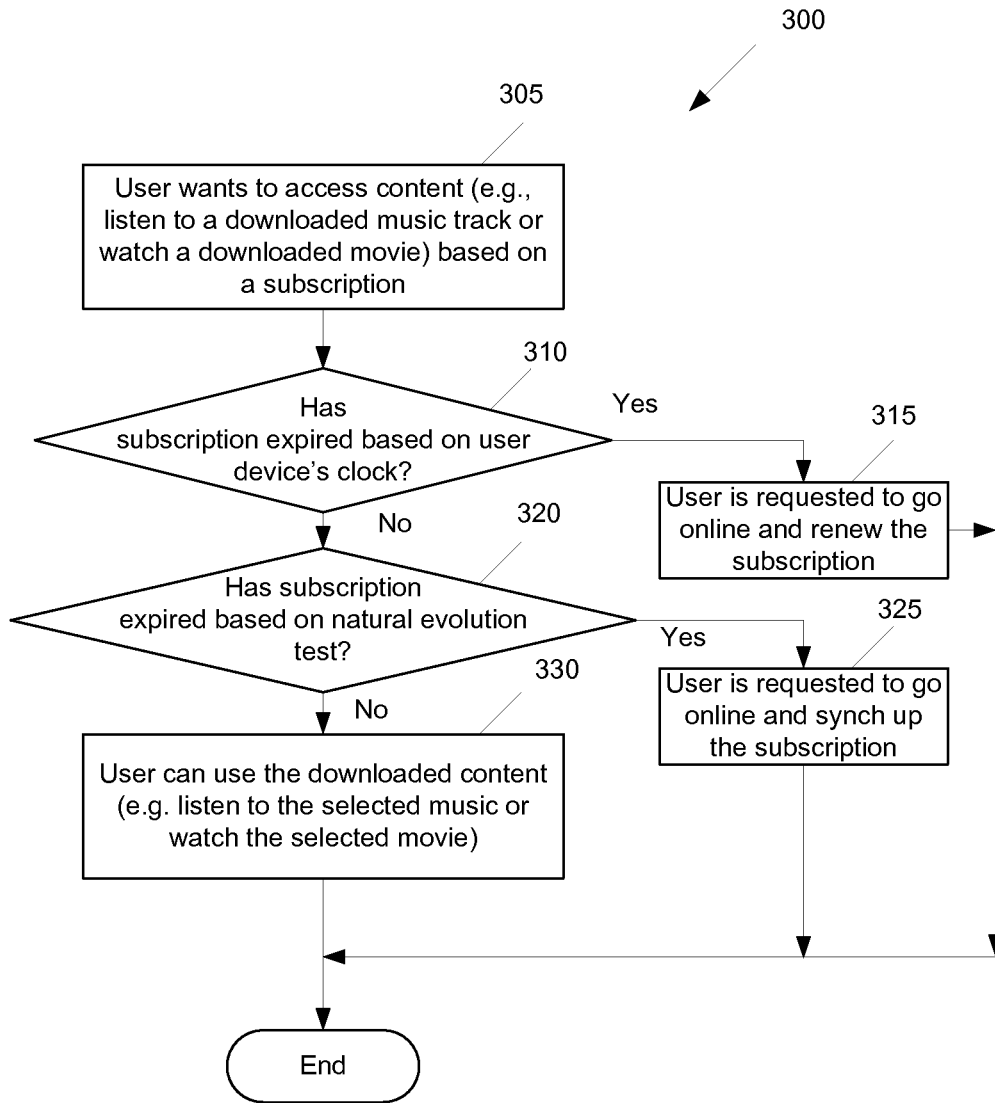 300
305
User wants to access content (e.g.,
listen to a downloaded music track or
watch a downloaded movie) based on
a subscription
310
Has
subscription expired based on user
device’s clock?
Yes
315
User is requested to go
online and renew the
subscription
No
320
Has subscription
expired based on natural evolution
test?
Yes
325
User is requested to go
online and synch up
the subscription
No
330
User can use the downloaded content
(e.g. listen to the selected music or
watch the selected movie)
End